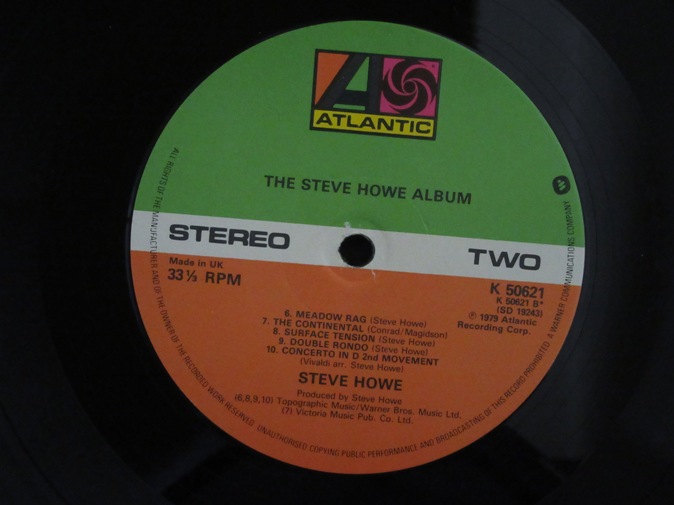 ATLANTIC
THE STEVE HOWE ALBUM
STEREO
TWO
Made in UK
33⅓ RPM
K 50621
K 50621 B*
(SD 19243)
℗ 1979 Atlantic
Recording Corp.
6. MEADOW RAG (Steve Howe)
7. THE CONTINENTAL (Conrad/Magidson)
8. SURFACE TENSION (Steve Howe)
9. DOUBLE RONDO (Steve Howe)
10. CONCERTO IN D 2nd MOVEMENT
(Vivaldi arr. Steve Howe)
STEVE HOWE
Produced by Steve Howe
(6,8,9,10) Topographic Music/Warner Bros. Music Ltd.
(7) Victoria Music Pub. Co. Ltd.
ALL RIGHTS OF THE MANUFACTURER AND OF THE OWNER OF THE RECORDED WORK RESERVED UNAUTHORISED COPYING PUBLIC PERFORMANCE AND BROADCASTING OF THIS RECORD PROHIBITED A WARNER COMMUNICATIONS COMPANY